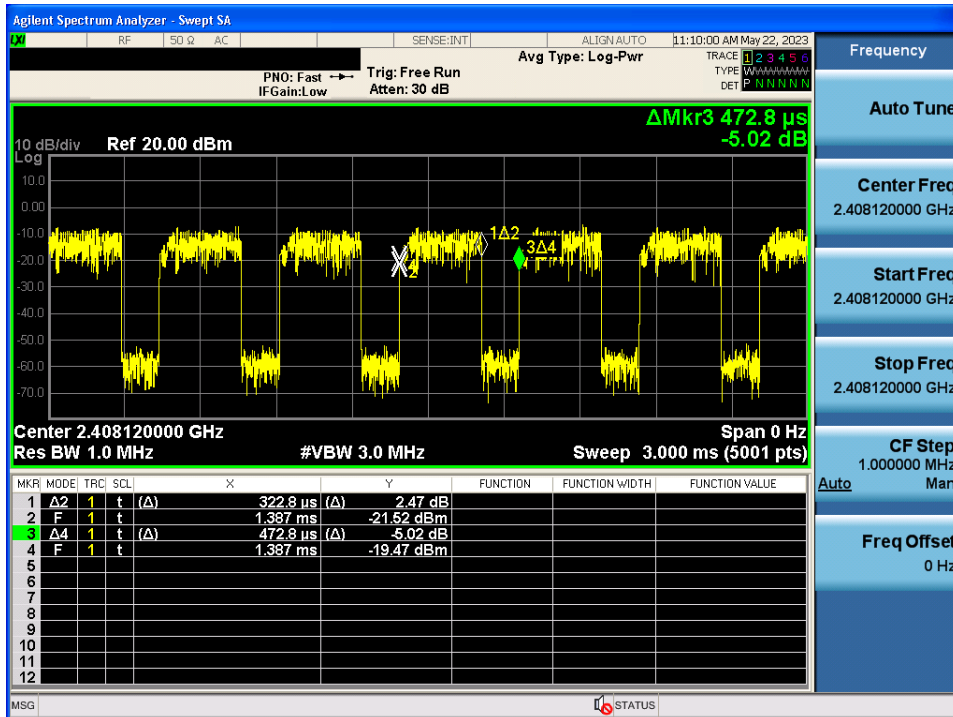 Agilent Spectrum Analyzer - Swept SA
LXI RF 50 Ω AC SENSE:INT ALIGN AUTO 11:10:00 AM May 22, 2023
Avg Type: Log-Pwr
TRACE 1 2 3 4 5 6
TYPE W
DET P N N N N N
PNO: Fast
IFGain:Low
Trig: Free Run
Atten: 30 dB
ΔMkr3 472.8 µs
-5.02 dB
10 dB/div Ref 20.00 dBm
Log
10.0
0.00
-10.0
-20.0
-30.0
-40.0
-50.0
-60.0
-70.0
1Δ2
3Δ4
2
Center 2.408120000 GHz Span 0 Hz
Res BW 1.0 MHz #VBW 3.0 MHz Sweep 3.000 ms (5001 pts)
MKR MODE TRC SCL X Y FUNCTION FUNCTION WIDTH FUNCTION VALUE
1 Δ2 1 t (Δ) 322.8 µs (Δ) 2.47 dB
2 F 1 t 1.387 ms -21.52 dBm
3 Δ4 1 t (Δ) 472.8 µs (Δ) -5.02 dB
4 F 1 t 1.387 ms -19.47 dBm
5
6
7
8
9
10
11
12
MSG STATUS
Frequency
Auto Tune
Center Freq
2.408120000 GHz
Start Freq
2.408120000 GHz
Stop Freq
2.408120000 GHz
CF Step
1.000000 MHz
Auto Man
Freq Offset
0 Hz